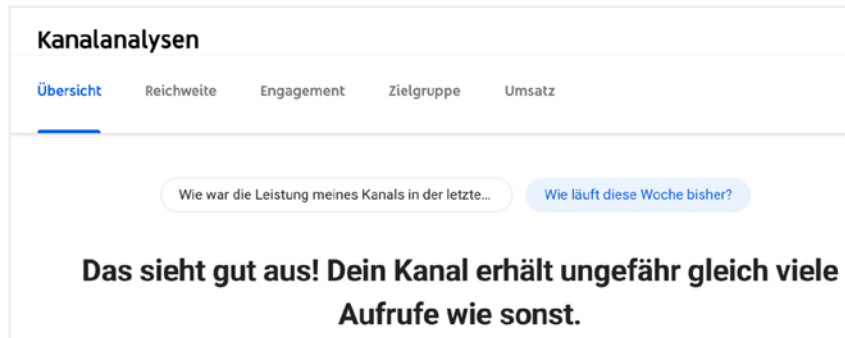 Kanalanalysen
Übersicht Reichweite Engagement Zielgruppe Umsatz
Wie war die Leistung meines Kanals in der letzte... Wie läuft diese Woche bisher?
Das sieht gut aus! Dein Kanal erhält ungefähr gleich viele
Aufrufe wie sonst.